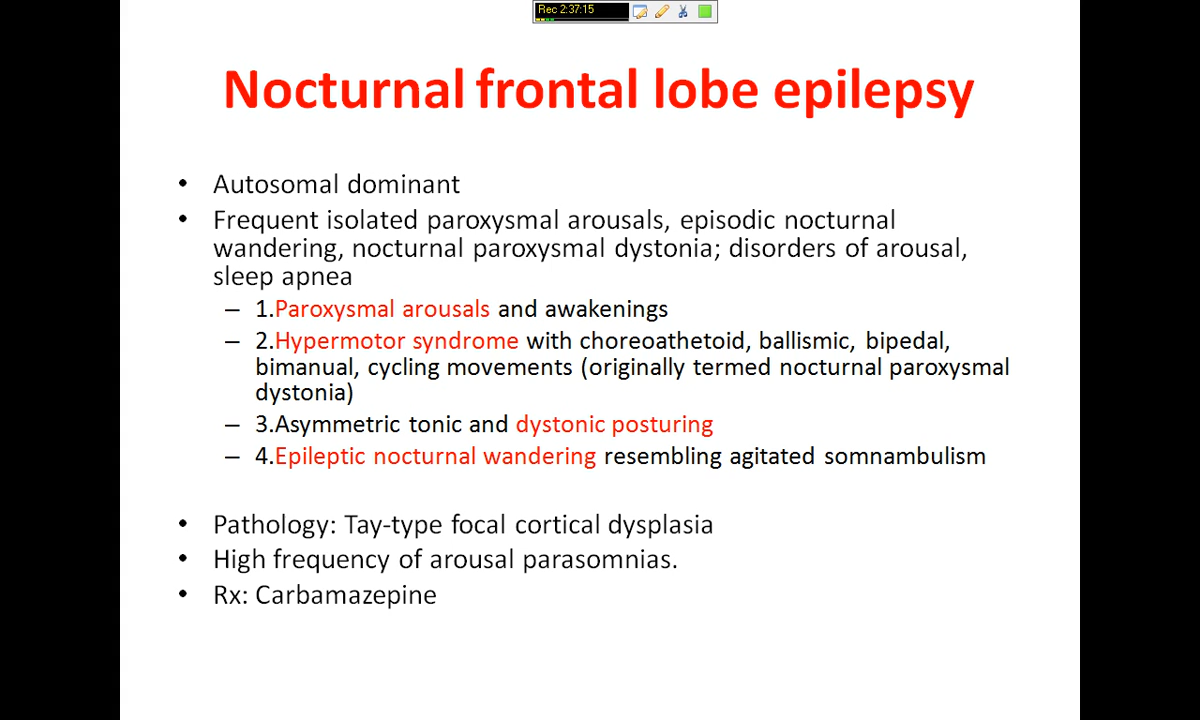 Rec 2:37:15
Nocturnal frontal lobe epilepsy
• Autosomal dominant
• Frequent isolated paroxysmal arousals, episodic nocturnal
wandering, nocturnal paroxysmal dystonia; disorders of arousal,
sleep apnea
– 1.Paroxysmal arousals and awakenings
– 2.Hypermotor syndrome with choreoathetoid, ballismic, bipedal,
bimanual, cycling movements (originally termed nocturnal paroxysmal
dystonia)
– 3.Asymmetric tonic and dystonic posturing
– 4.Epileptic nocturnal wandering resembling agitated somnambulism
• Pathology: Tay-type focal cortical dysplasia
• High frequency of arousal parasomnias.
• Rx: Carbamazepine